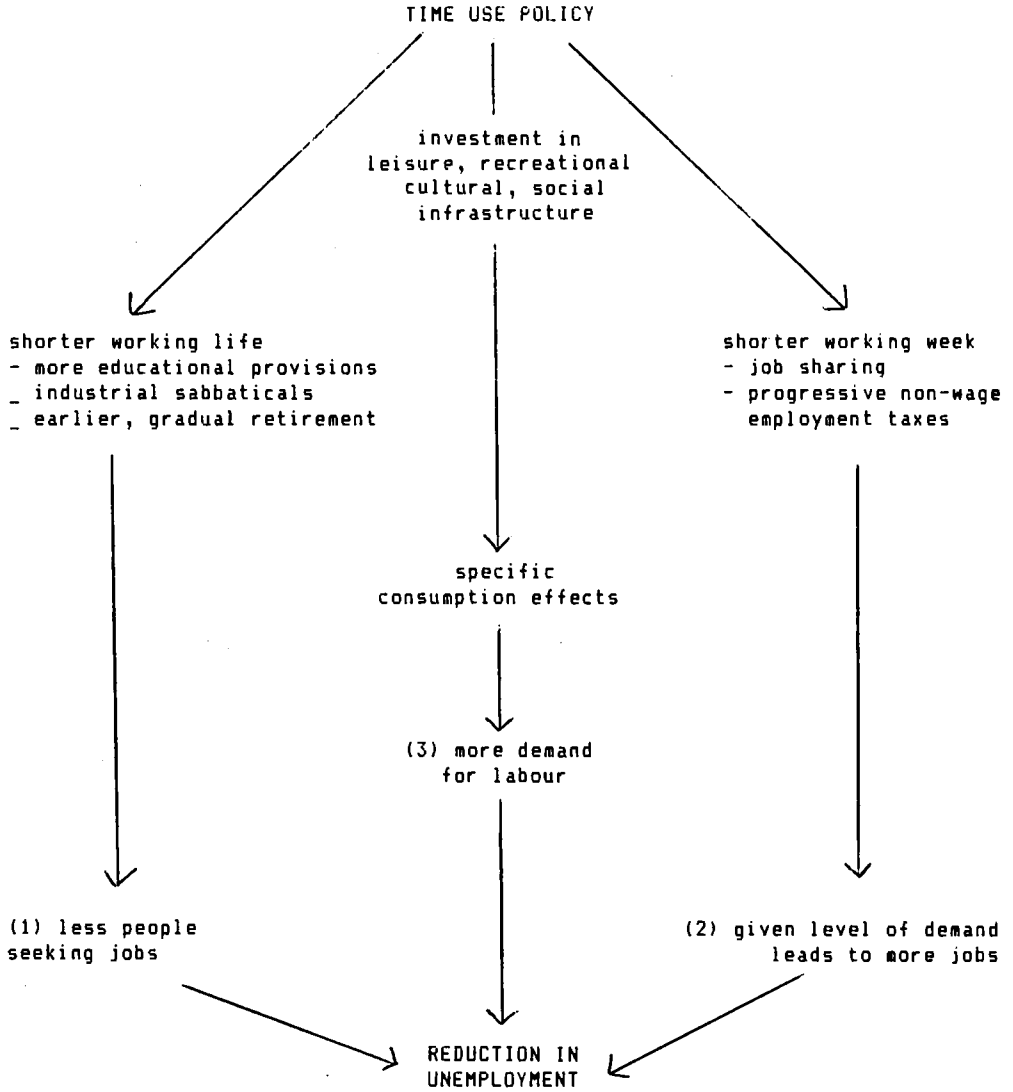 TIME USE POLICY
investment in
leisure, recreational
cultural, social
infrastructure
shorter working life
- more educational provisions
_ industrial sabbaticals
_ earlier, gradual retirement
shorter working week
- job sharing
- progressive non-wage
employment taxes
specific
consumption effects
(3) more demand
for labour
(1) less people
seeking jobs
(2) given level of demand
leads to more jobs
REDUCTION IN
UNEMPLOYMENT